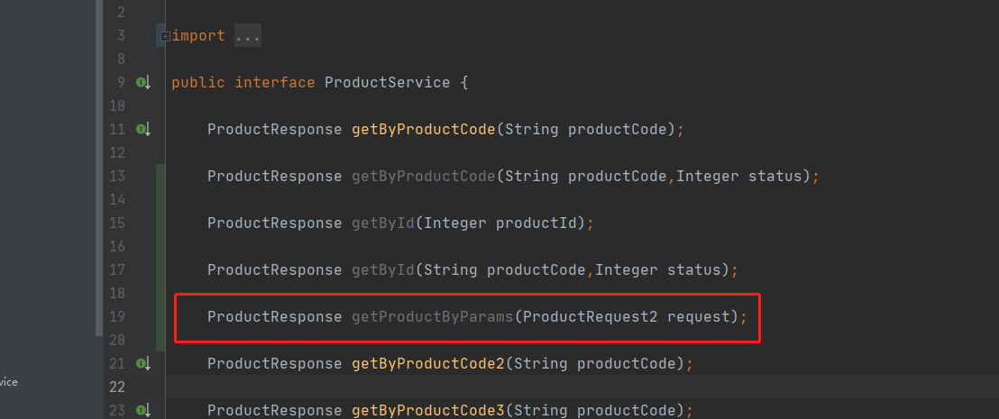 2
3 import ...
8
9 public interface ProductService {
10
11 ProductResponse getByProductCode(String productCode);
12
13 ProductResponse getByProductCode(String productCode,Integer status);
14
15 ProductResponse getById(Integer productId);
16
17 ProductResponse getById(String productCode,Integer status);
18
19 ProductResponse getProductByParams(ProductRequest2 request);
20
21 ProductResponse getByProductCode2(String productCode);
vice
22
23 ProductResponse getByProductCode3(String productCode);